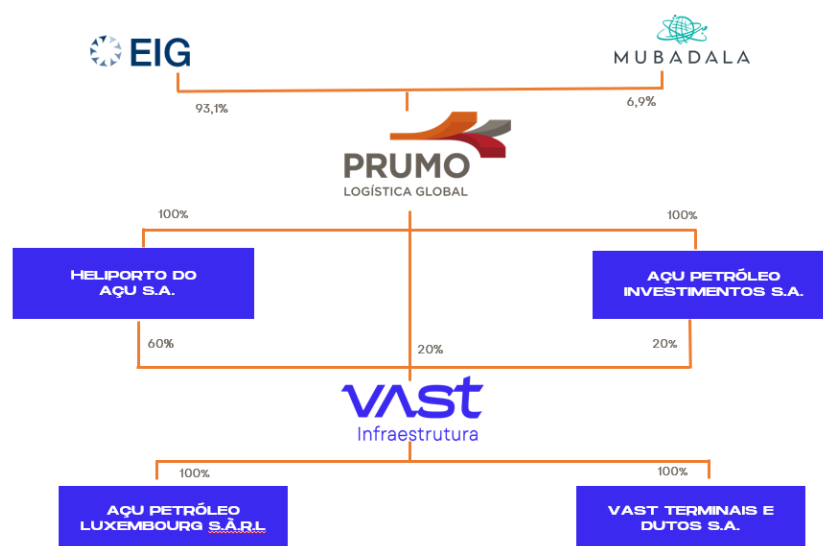 EIG
MUBADALA
93,1%
6,9%
PRUMO
LOGÍSTICA GLOBAL
100%
100%
HELIPORTO DO
AÇU S.A.
AÇU PETRÓLEO
INVESTIMENTOS S.A.
60%
20%
20%
VAST
Infraestrutura
100%
100%
AÇU PETRÓLEO
LUXEMBOURG S.À.R.L
VAST TERMINAIS E
DUTOS S.A.